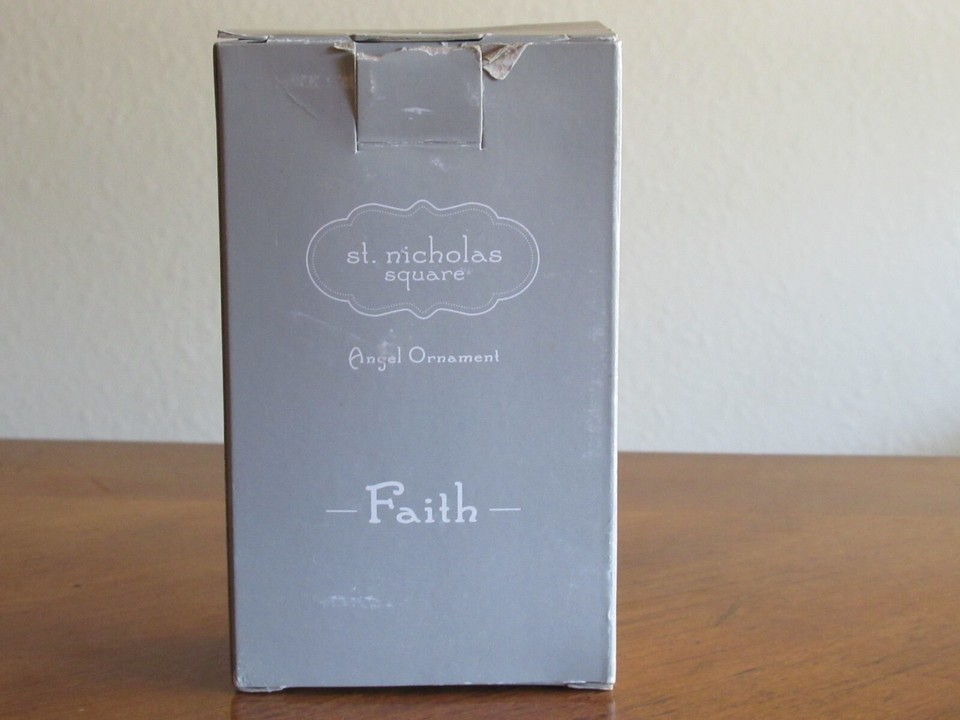 st. nicholas
square
Angel Ornament
– Faith –